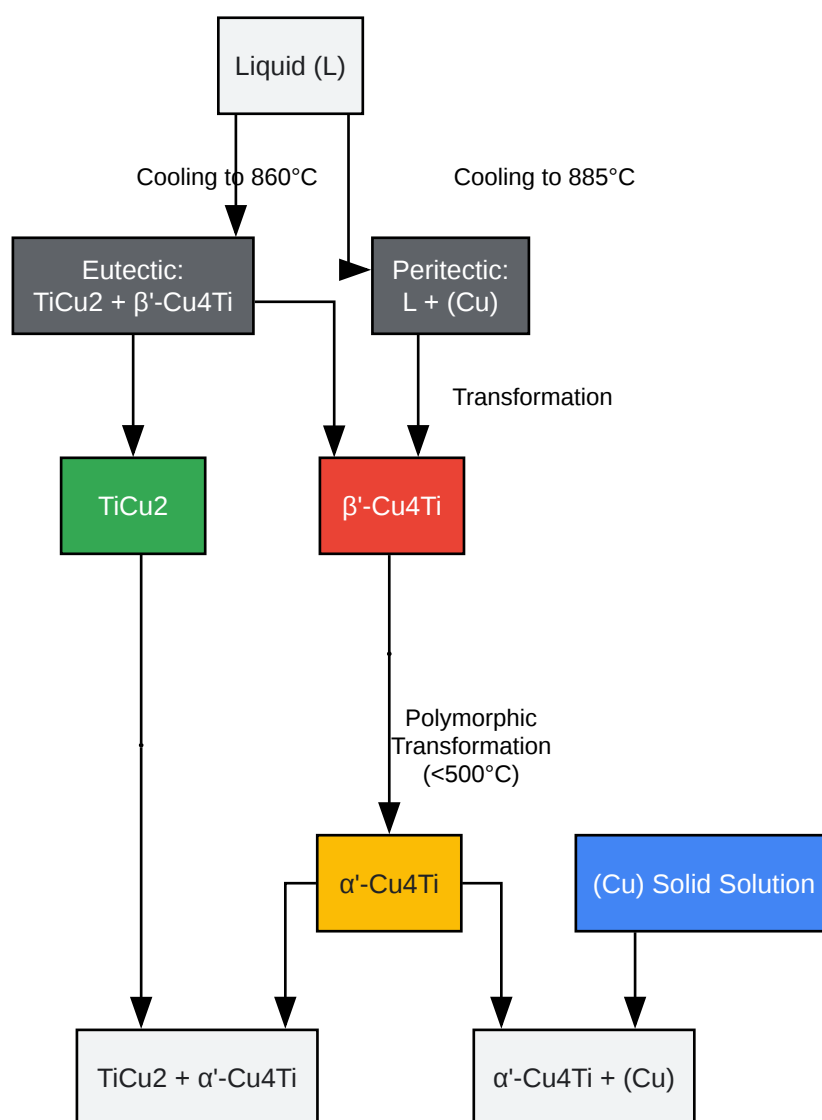 Liquid (L)
Cooling to 860°C
Cooling to 885°C
Eutectic:
TiCu2 + β'-Cu4Ti
Peritectic:
L + (Cu)
Transformation
TiCu2
β'-Cu4Ti
Polymorphic
Transformation
(<500°C)
α'-Cu4Ti
(Cu) Solid Solution
TiCu2 + α'-Cu4Ti
α'-Cu4Ti + (Cu)